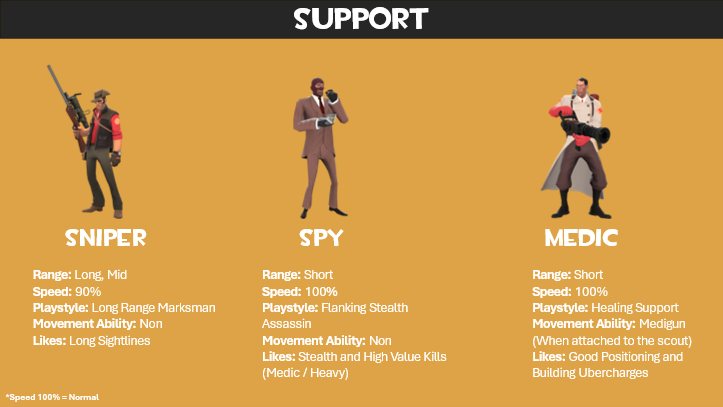 SUPPORT
SNIPER
Range: Long, Mid
Speed: 90%
Playstyle: Long Range Marksman
Movement Ability: Non
Likes: Long Sightlines
SPY
Range: Short
Speed: 100%
Playstyle: Flanking Stealth
Assassin
Movement Ability: Non
Likes: Stealth and High Value Kills
(Medic / Heavy)
MEDIC
Range: Short
Speed: 100%
Playstyle: Healing Support
Movement Ability: Medigun
(When attached to the scout)
Likes: Good Positioning and
Building Ubercharges
*Speed 100% = Normal